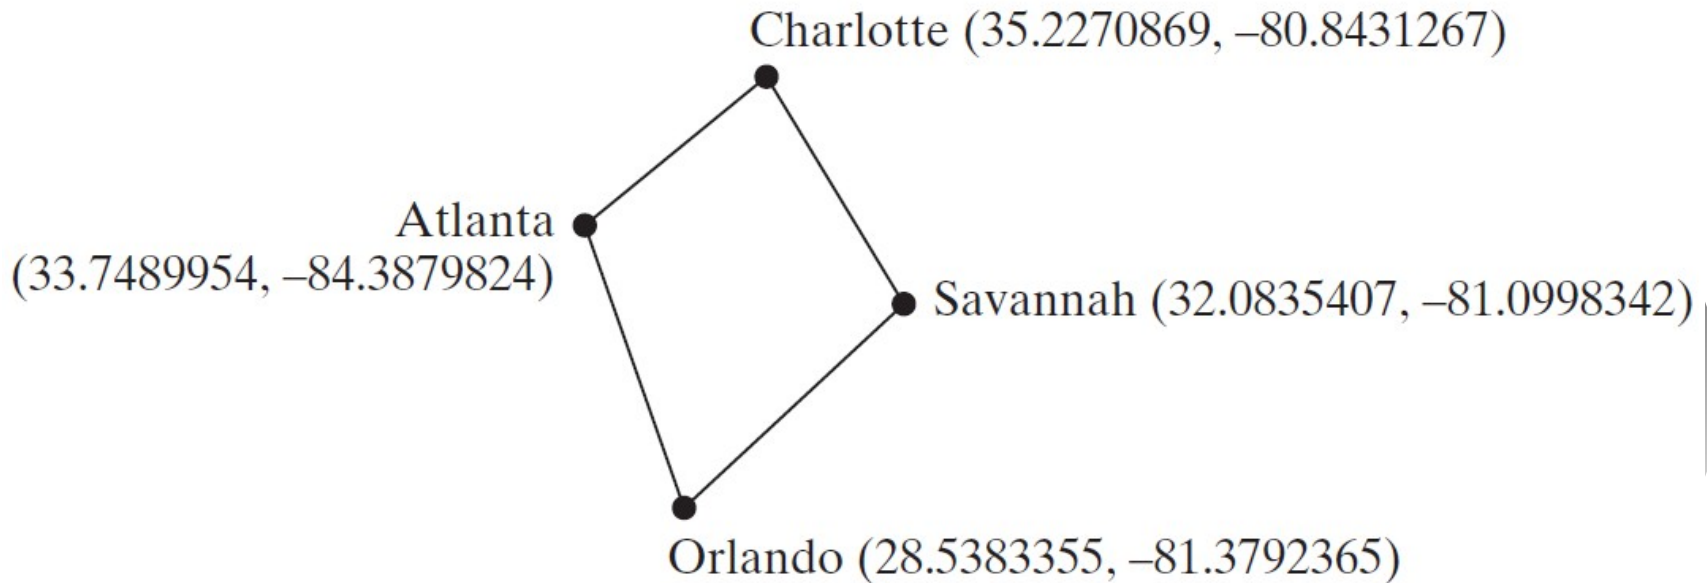 Charlotte (35.2270869, –80.8431267)
Atlanta
(33.7489954, –84.3879824)
Savannah (32.0835407, –81.0998342)
Orlando (28.5383355, –81.3792365)